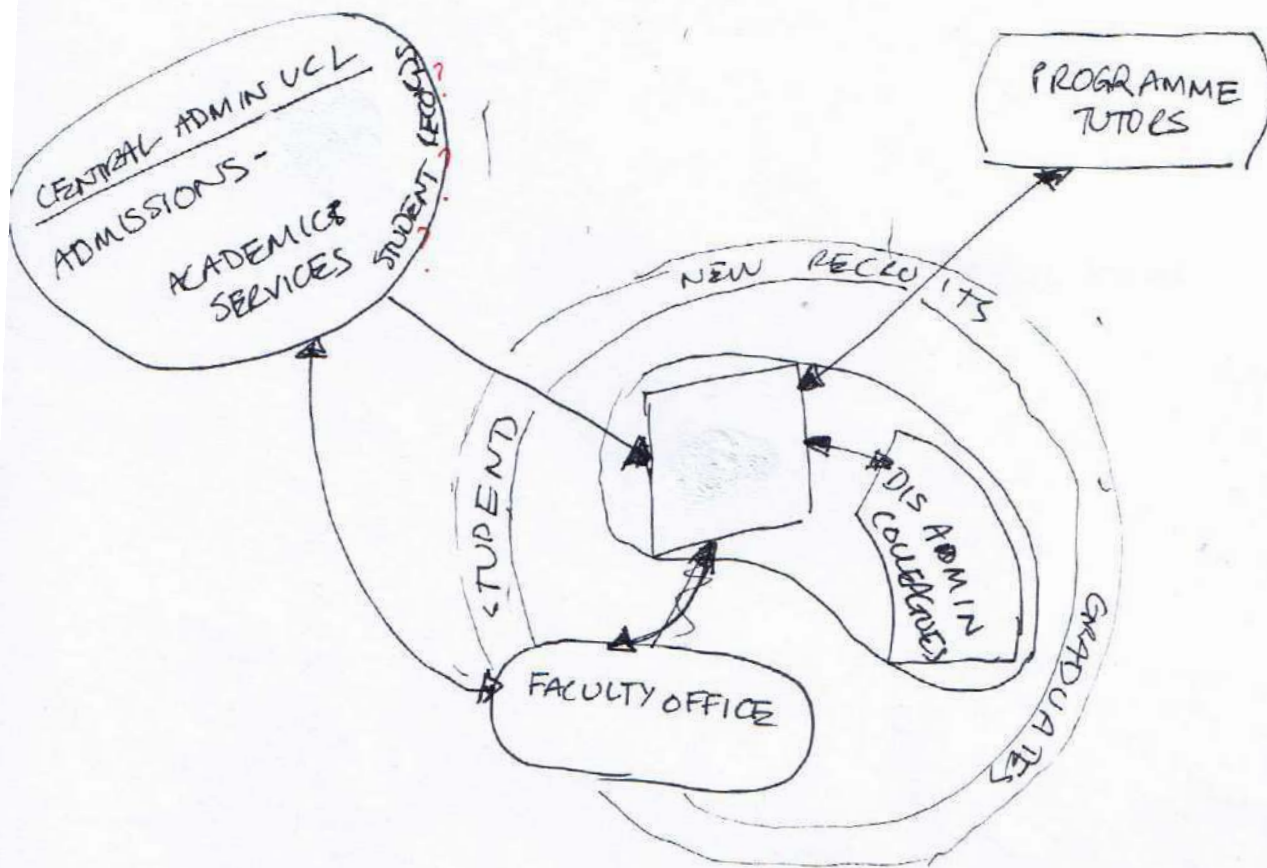 CENTRAL ADMIN UCL
ADMISSIONS -
ACADEMIC
SERVICES
STUDENT RECORDS
? ? ?
PROGRAMME
TUTORS
NEW RECRUITS
STUDENT
DIS ADMIN
COLLEAGUES
GRADUATES
FACULTY OFFICE